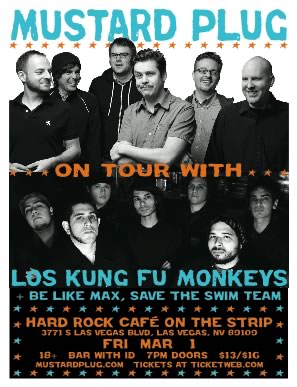 MUSTARD PLUG
ON TOUR WITH
LOS KUNG FU MONKEYS
+ BE LIKE MAX, SAVE THE SWIM TEAM
HARD ROCK CAFÉ ON THE STRIP
3771 S LAS VEGAS BLVD, LAS VEGAS, NV 89109
FRI MAR 1
18+ BAR WITH ID 7PM DOORS $13/$16
MUSTARDPLUG.COM TICKETS AT TICKETWEB.COM